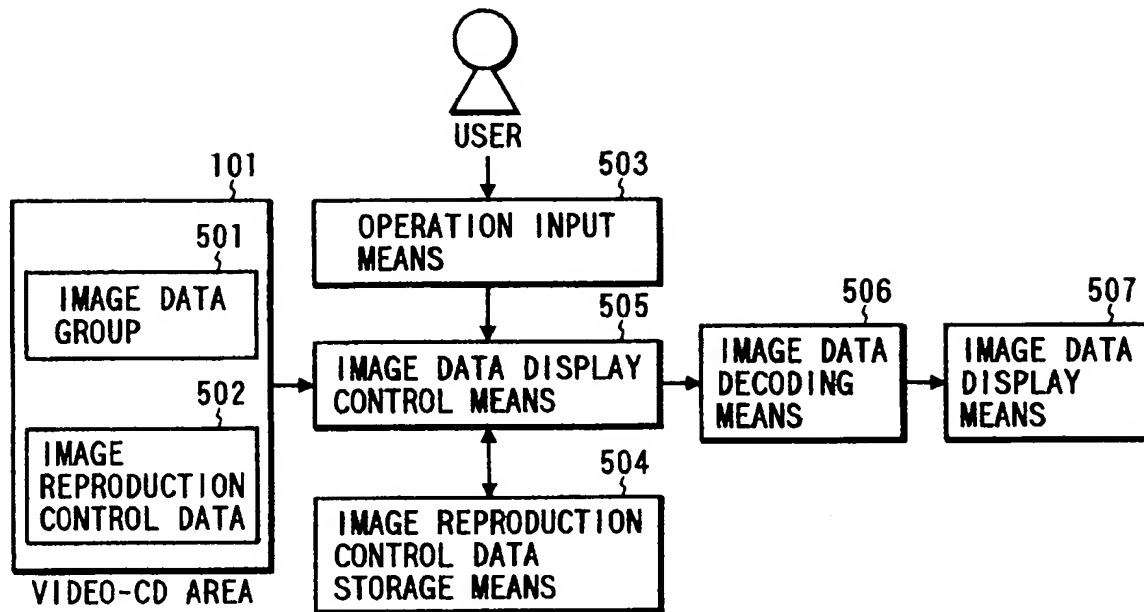 USER
101
501
IMAGE DATA
GROUP
502
IMAGE
REPRODUCTION
CONTROL DATA
VIDEO-CD AREA
503
OPERATION INPUT
MEANS
505
IMAGE DATA DISPLAY
CONTROL MEANS
504
IMAGE REPRODUCTION
CONTROL DATA
STORAGE MEANS
506
IMAGE DATA
DECODING
MEANS
507
IMAGE DATA
DISPLAY
MEANS